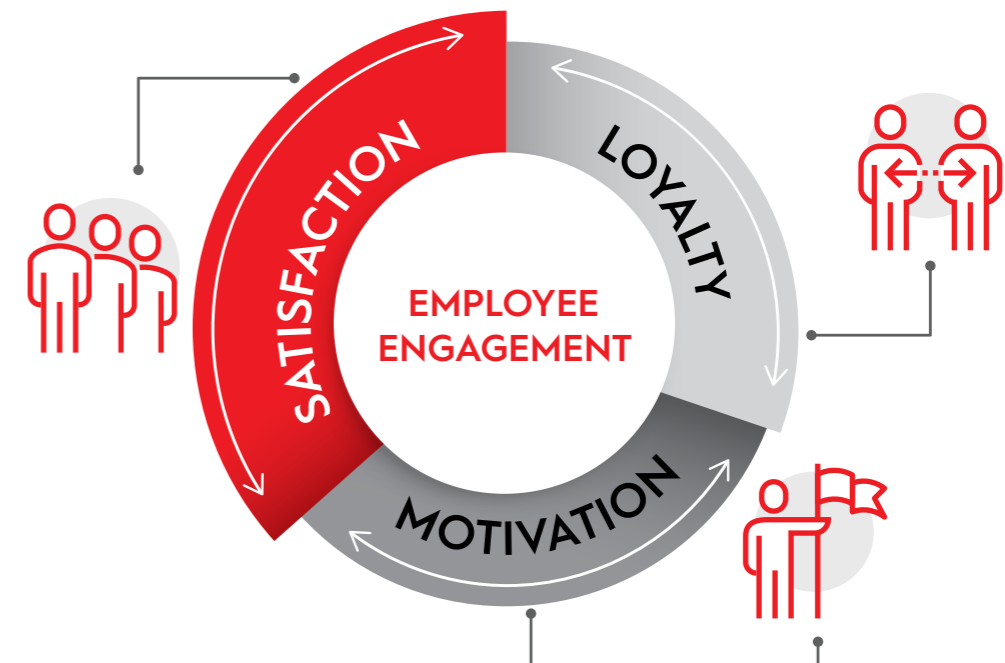 SATISFACTION
LOYALTY
EMPLOYEE
ENGAGEMENT
MOTIVATION